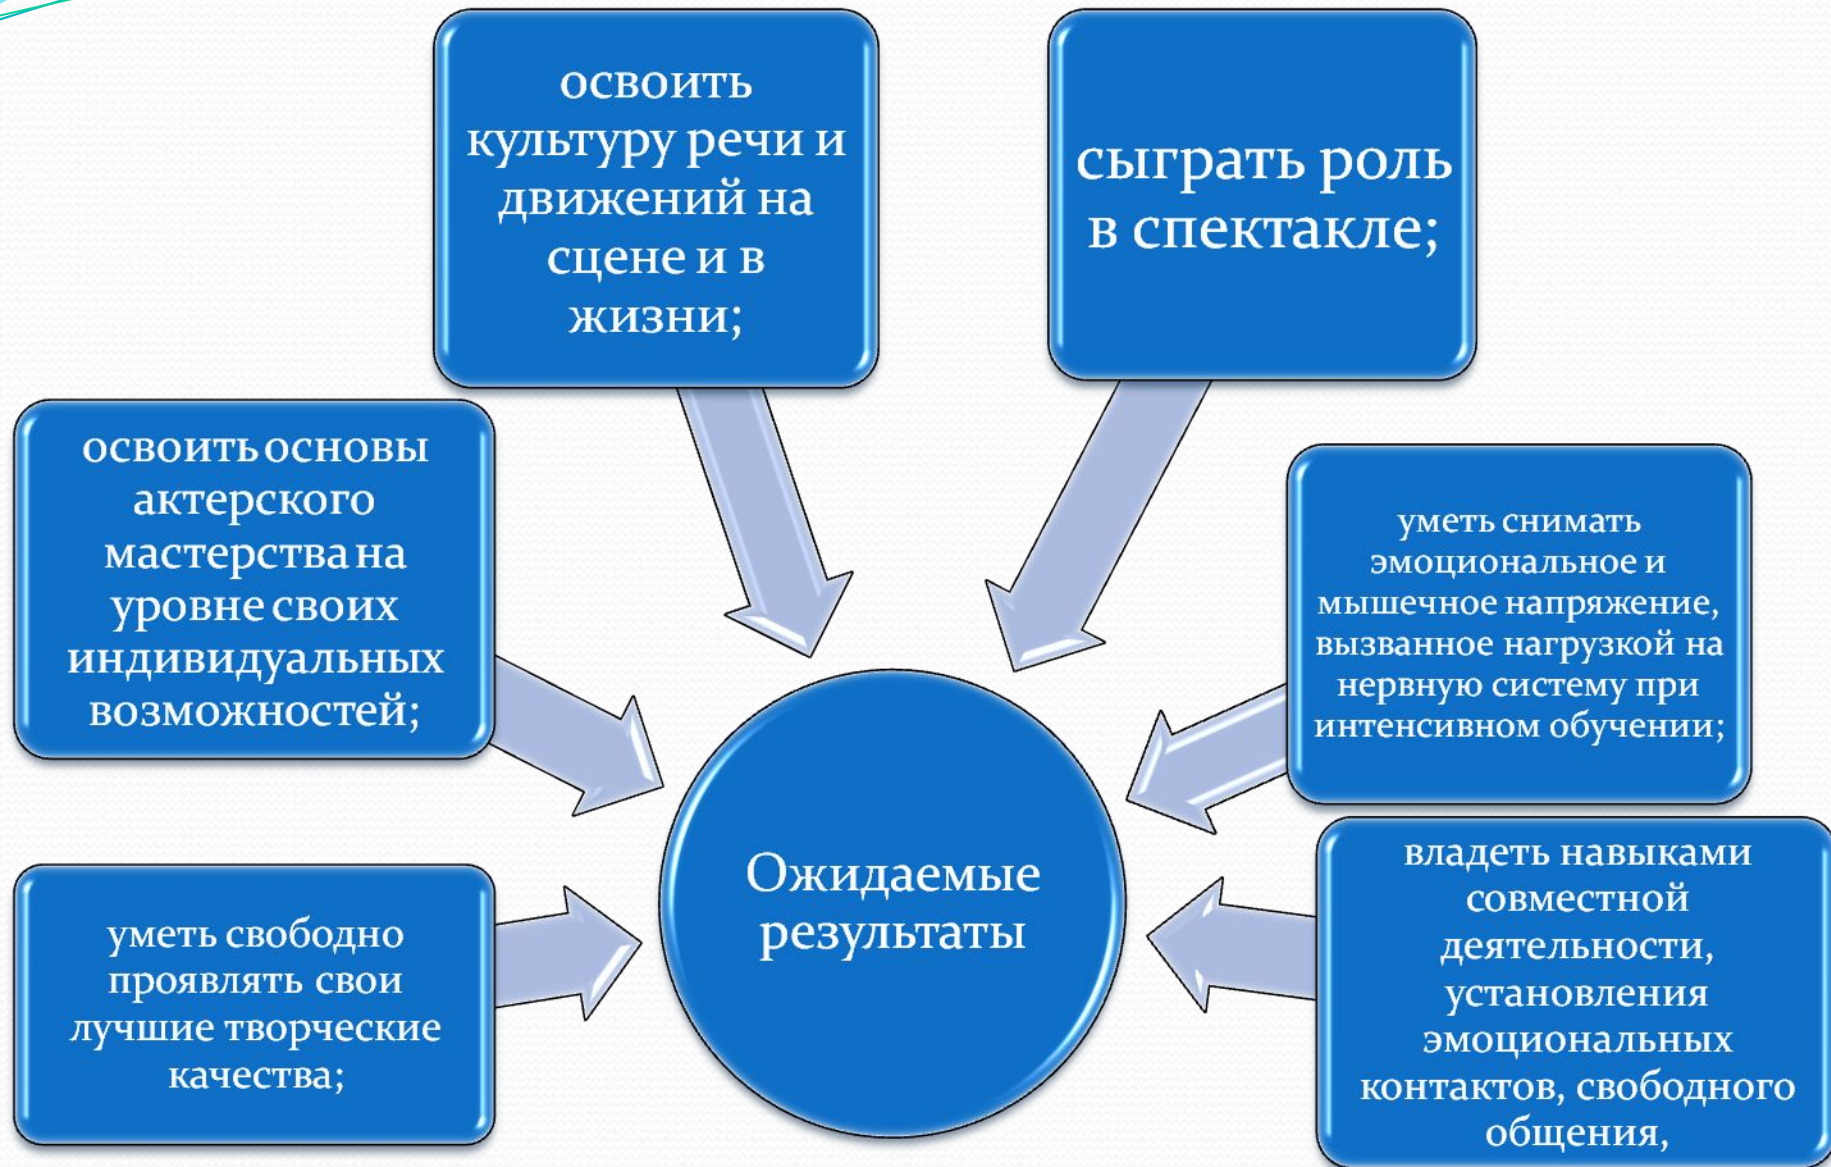 освоить
культуру речи и
движений на
сцене и в
жизни;
сыграть роль
в спектакле;
освоить основы
актерского
мастерства на
уровне своих
индивидуальных
возможностей;
уметь снимать
эмоциональное и
мышечное напряжение,
вызванное нагрузкой на
нервную систему при
интенсивном обучении;
уметь свободно
проявлять свои
лучшие творческие
качества;
Ожидаемые
результаты
владеть навыками
совместной
деятельности,
установления
эмоциональных
контактов, свободного
общения,